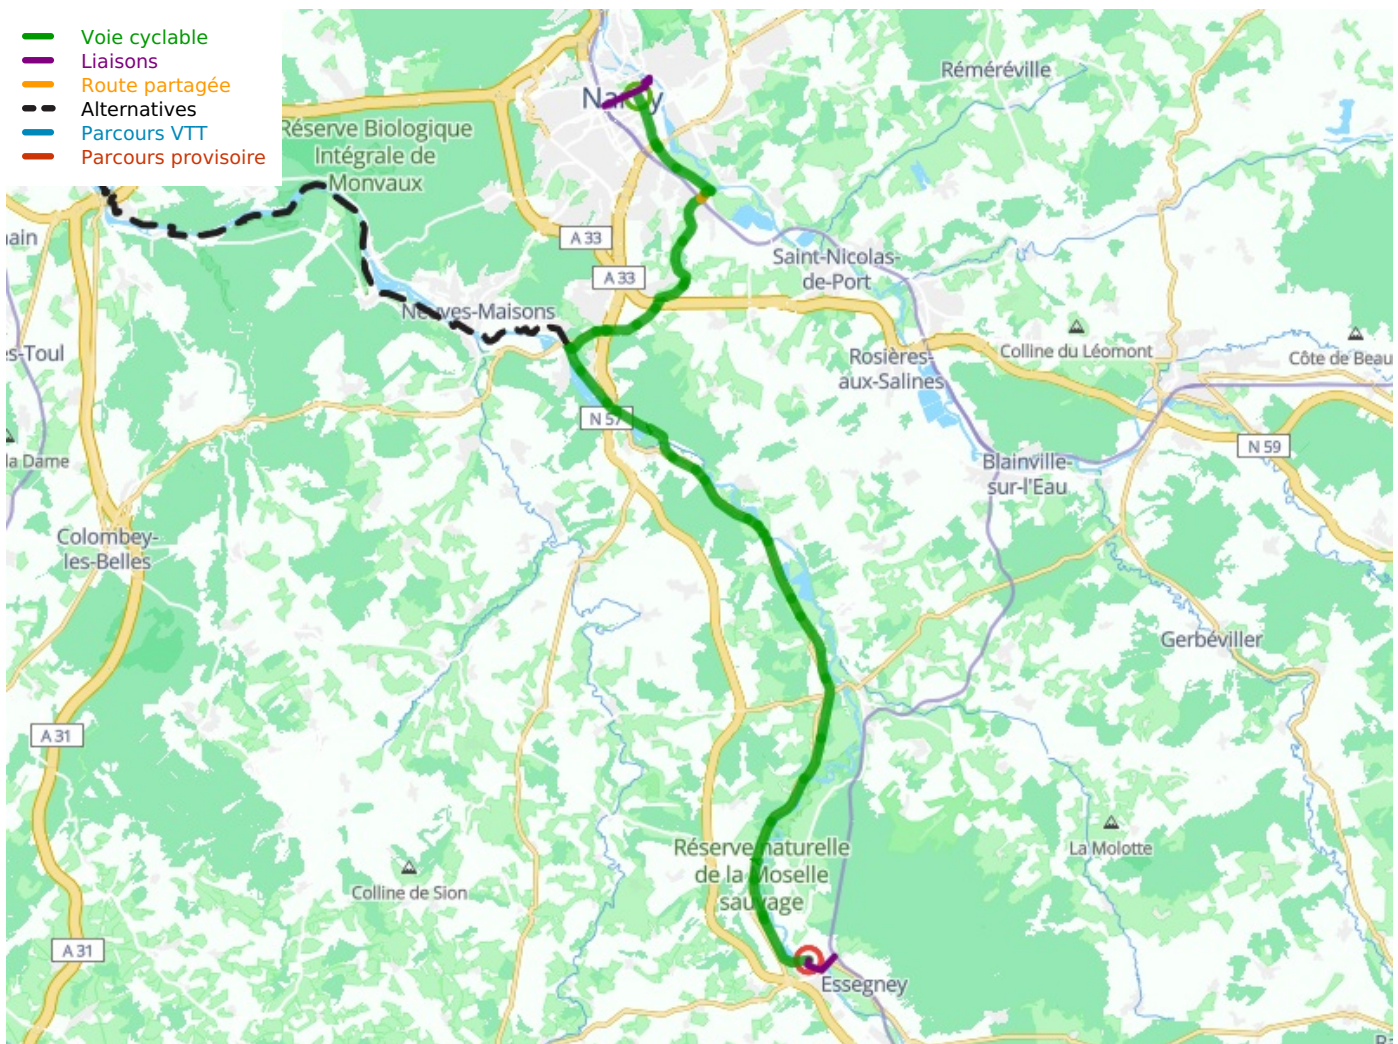 Voie cyclable
Liaisons
Route partagée
Alternatives
Parcours VTT
Parcours provisoire
Réméréville
Réserve Biologique
Intégrale de
Monvaux
ain
A 33
A 33
Saint-Nicolas-
de-Port
Neuves-Maisons
es-Toul
Colline du Léomont
Côte de Beau
Rosières-
aux-Salines
N 57
N 59
la Dame
Blainville-
sur-l'Eau
Colombey-
les-Belles
Gerbéviller
A 31
Réserve naturelle
de la Moselle
sauvage
La Molotte
Colline de Sion
A 31
Essegney